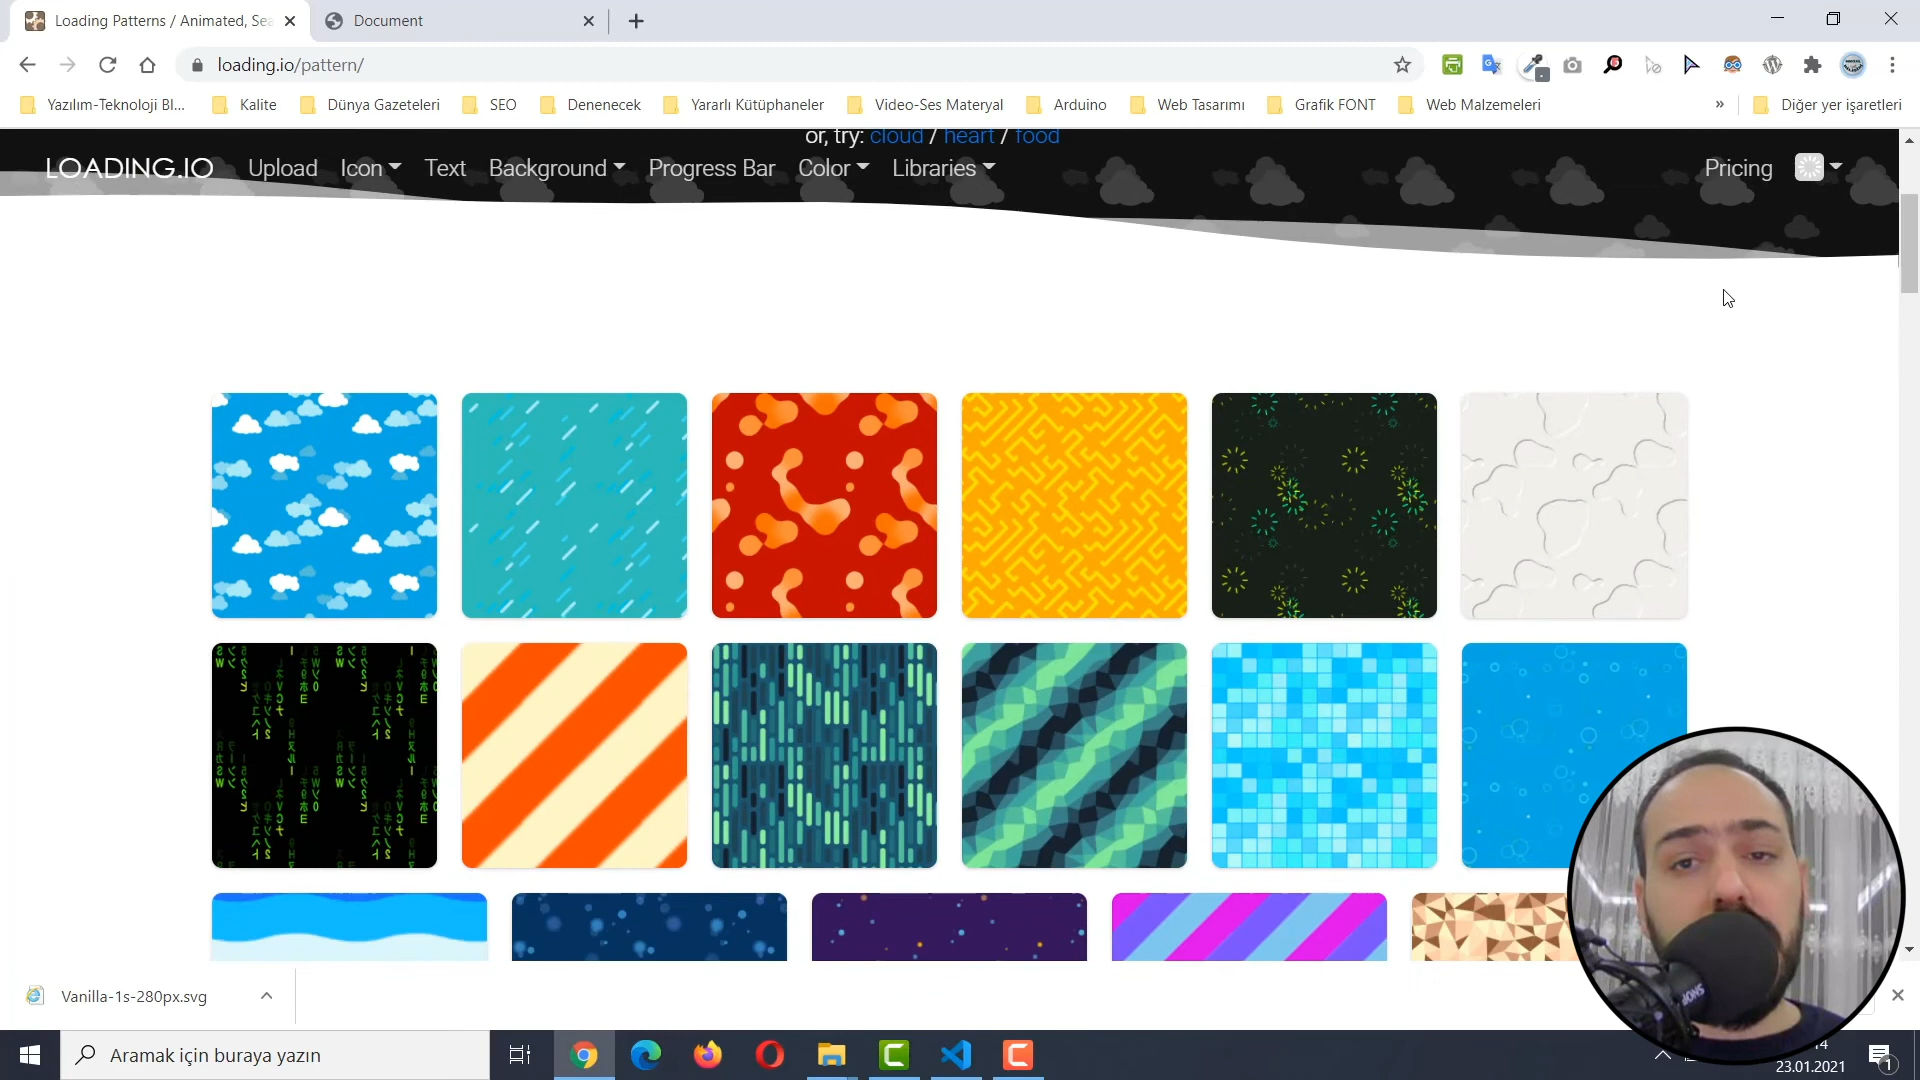 Loading Patterns / Animated, Sea
Document
loading.io/pattern/
Yazılım-Teknoloji Bl...
Kalite
Dünya Gazeteleri
SEO
Denenecek
Yararlı Kütüphaneler
Video-Ses Materyal
Arduino
Web Tasarımı
Grafik FONT
Web Malzemeleri
»
Diğer yer işaretleri
or, try: cloud / heart / food
LOADING.IO
Upload
Icon
Text
Background
Progress Bar
Color
Libraries
Pricing
Vanilla-1s-280px.svg
Aramak için buraya yazın
14
23.01.2021
1